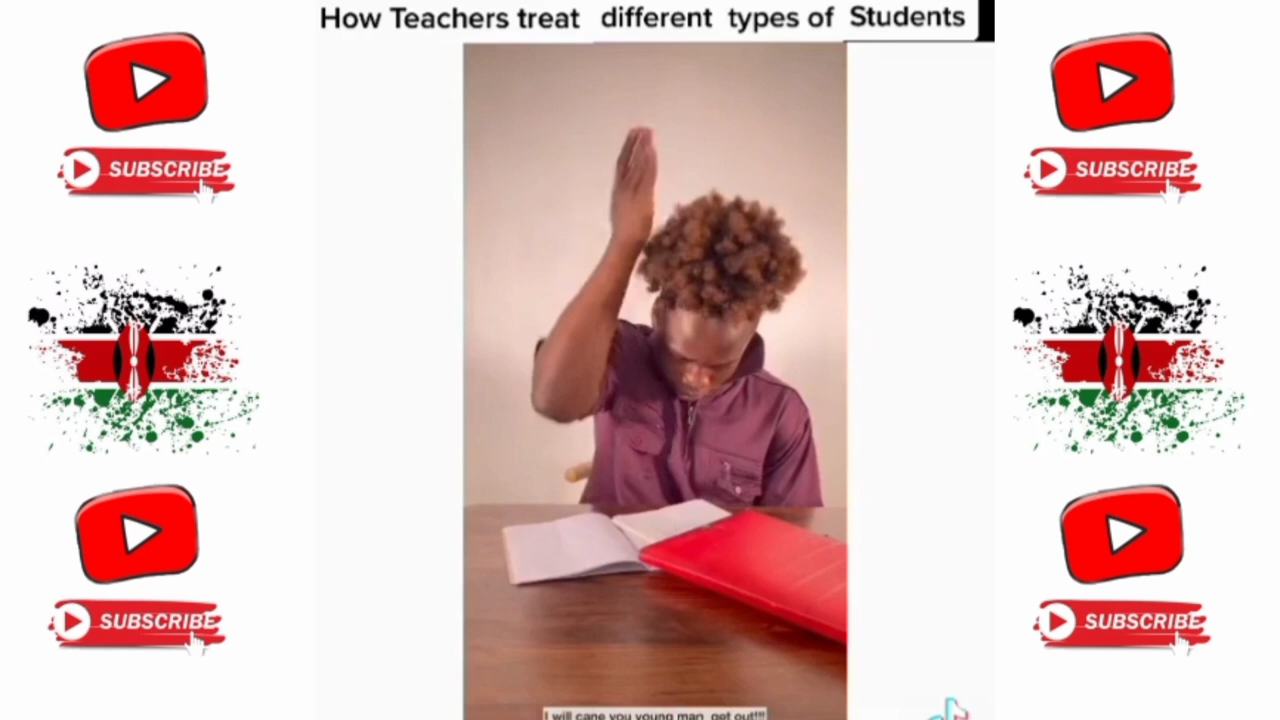 How Teachers treat different types of Students
SUBSCRIBE
SUBSCRIBE
SUBSCRIBE
SUBSCRIBE
I will cane you young man, get out!!!